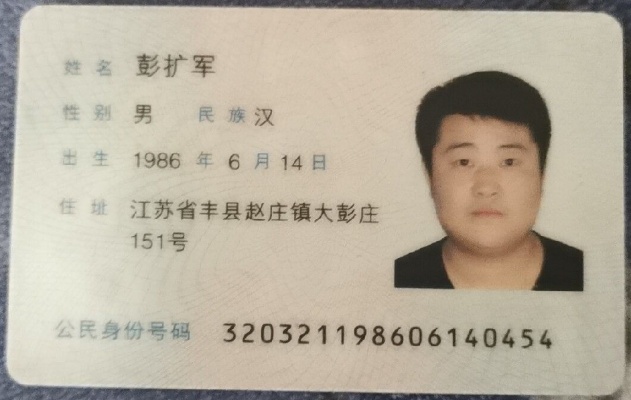 姓名 彭扩军
性别 男 民族 汉
出生 1986 年 6 月 14 日
住址 江苏省丰县赵庄镇大彭庄
151号
公民身份号码 320321198606140454